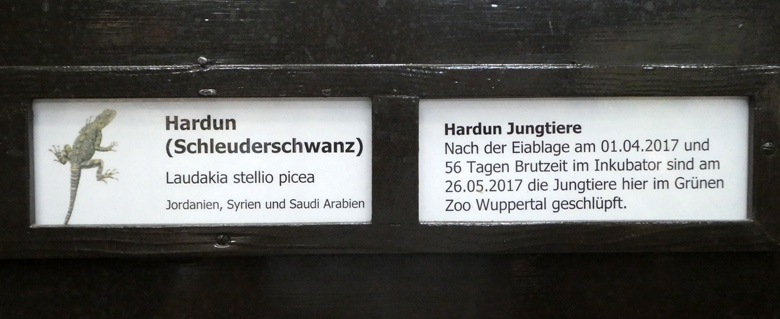 Hardun
(Schleuderschwanz)
Laudakia stellio picea
Jordanien, Syrien und Saudi Arabien
Hardun Jungtiere
Nach der Eiablage am 01.04.2017 und
56 Tagen Brutzeit im Inkubator sind am
26.05.2017 die Jungtiere hier im Grünen
Zoo Wuppertal geschlüpft.